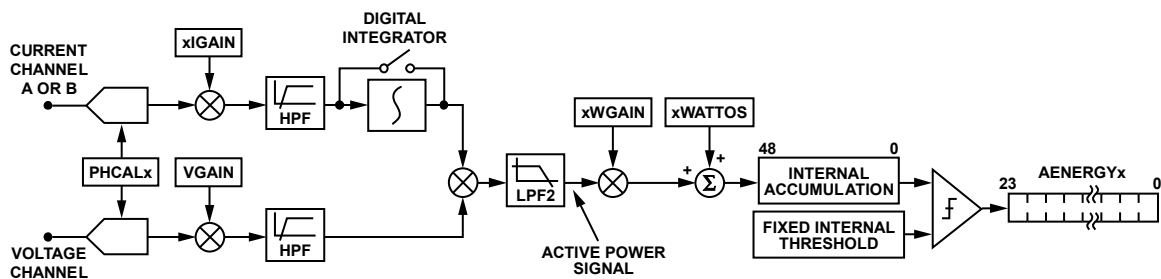 DIGITAL
INTEGRATOR
CURRENT
CHANNEL
A OR B
xIGAIN
HPF
∫
PHCALx
VGAIN
VOLTAGE
CHANNEL
HPF
LPF2
ACTIVE POWER
SIGNAL
xWGAIN
xWATTOS
+
+
Σ
48
0
INTERNAL
ACCUMULATION
FIXED INTERNAL
THRESHOLD
AENERGYx
23
0